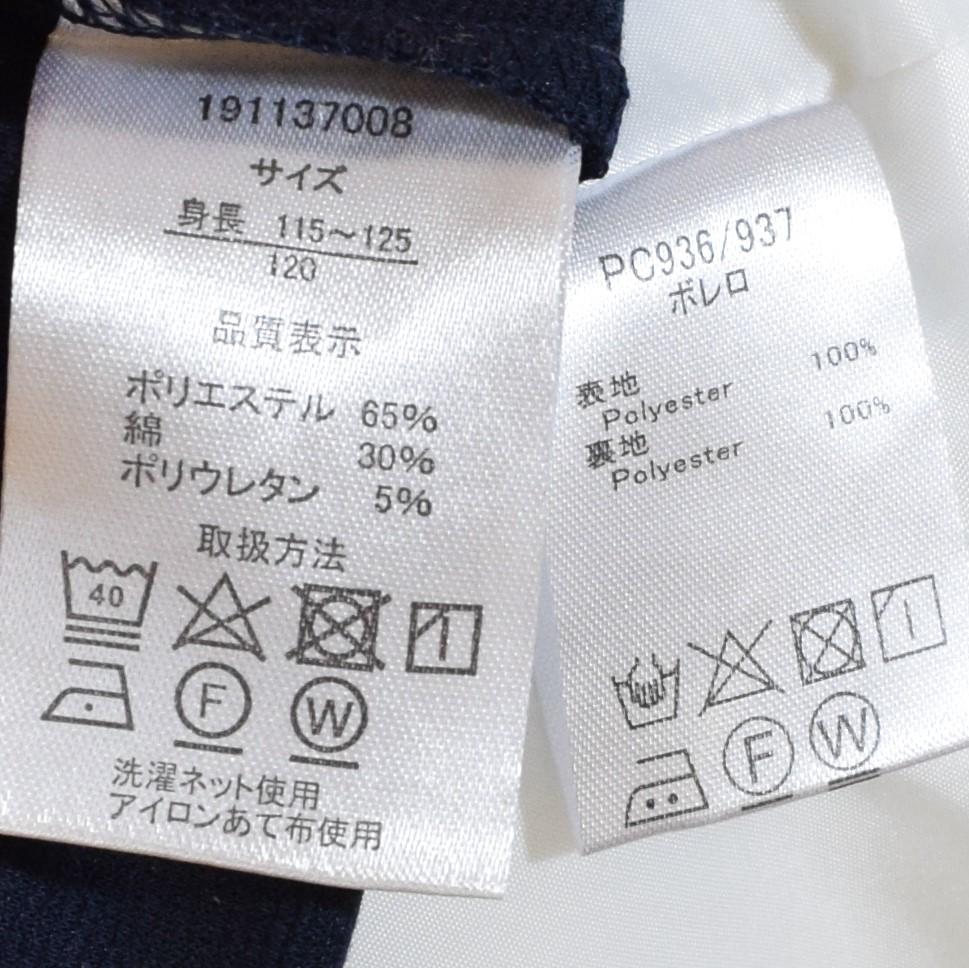 191137008
サイズ
身長 115～125
120
品質表示
ポリエステル 65%
綿 30%
ポリウレタン 5%
取扱方法
40
F W
洗濯ネット使用
アイロンあて布使用
PC936/937
ボレロ
表地
Polyester 100%
裏地
Polyester 100%
F W